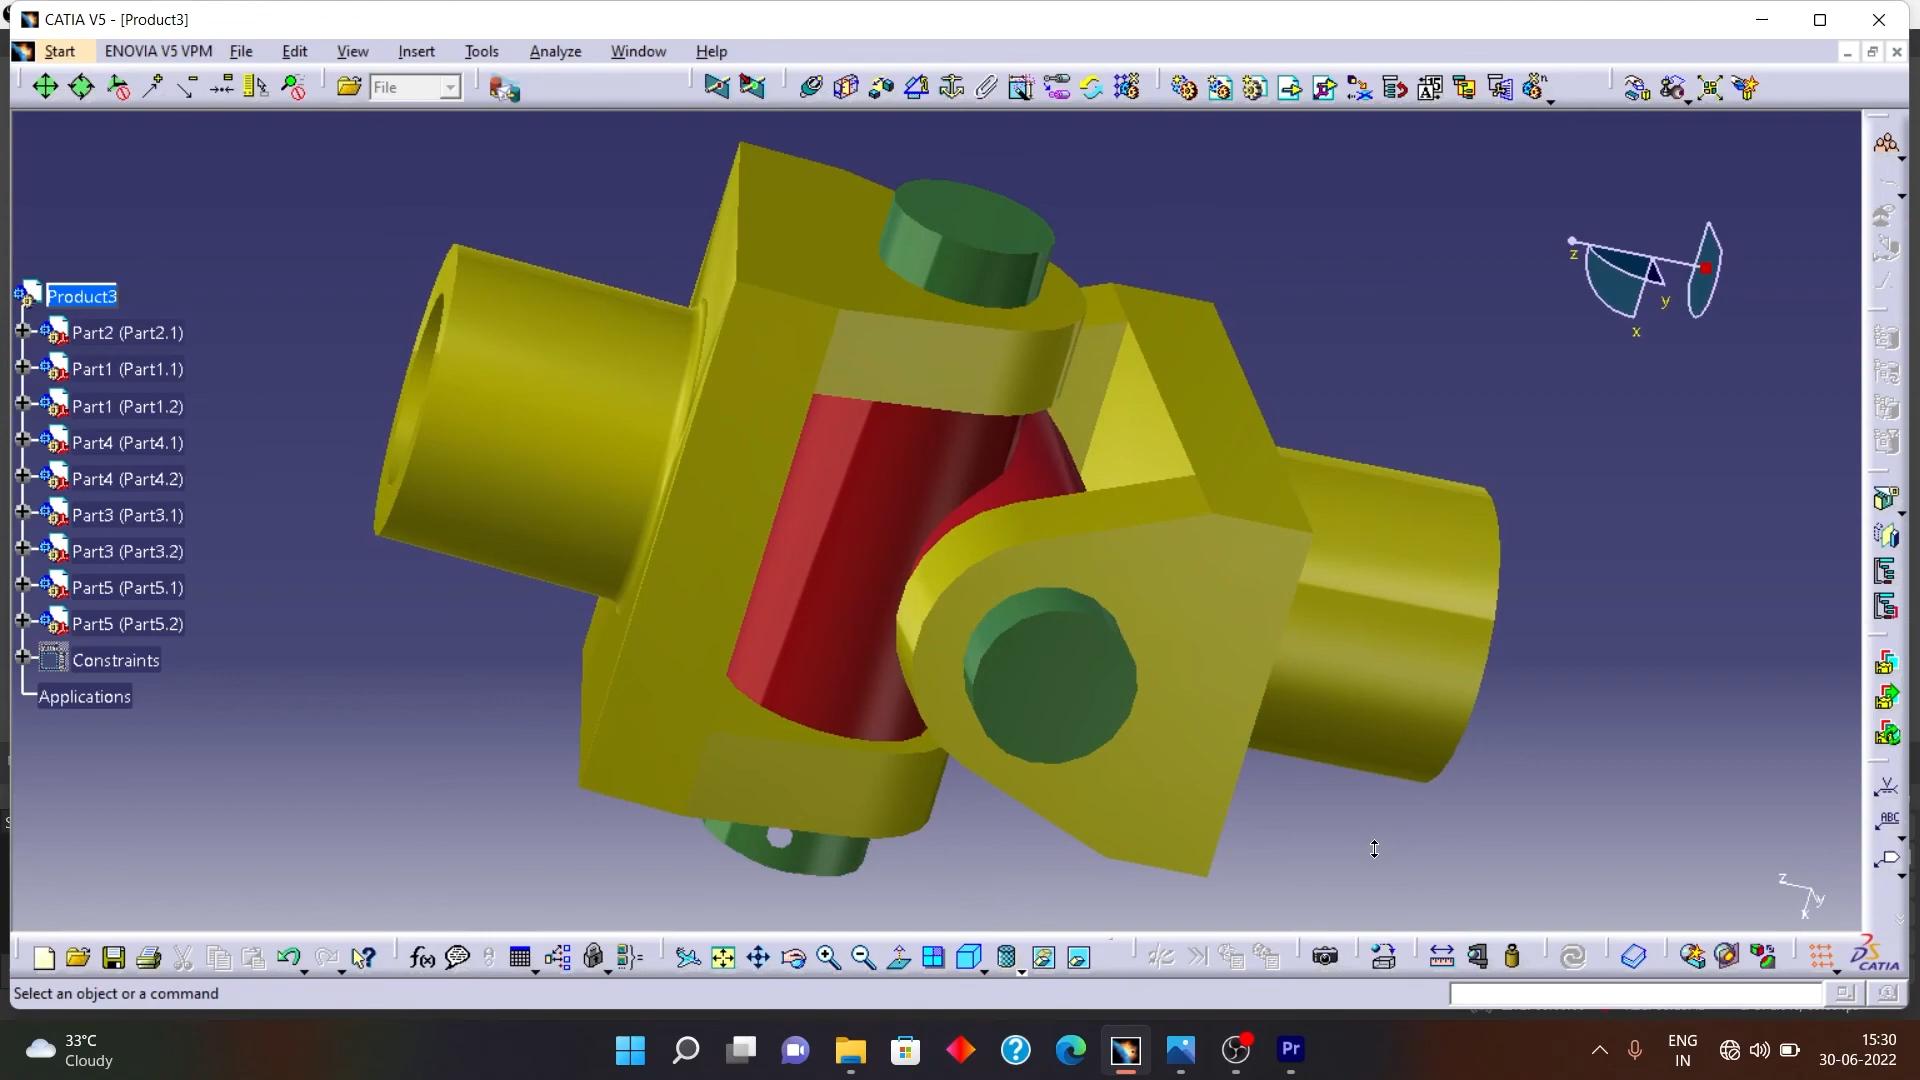 CATIA V5 - [Product3]
Start ENOVIA V5 VPM File Edit View Insert Tools Analyze Window Help
File
z
y
x
Product3
Part2 (Part2.1)
Part1 (Part1.1)
Part1 (Part1.2)
Part4 (Part4.1)
Part4 (Part4.2)
Part3 (Part3.1)
Part3 (Part3.2)
Part5 (Part5.1)
Part5 (Part5.2)
Constraints
Applications
ABC
z
y
x
f(x)
CATIA
Select an object or a command
33°C
Cloudy
Pr
ENG
IN
15:30
30-06-2022